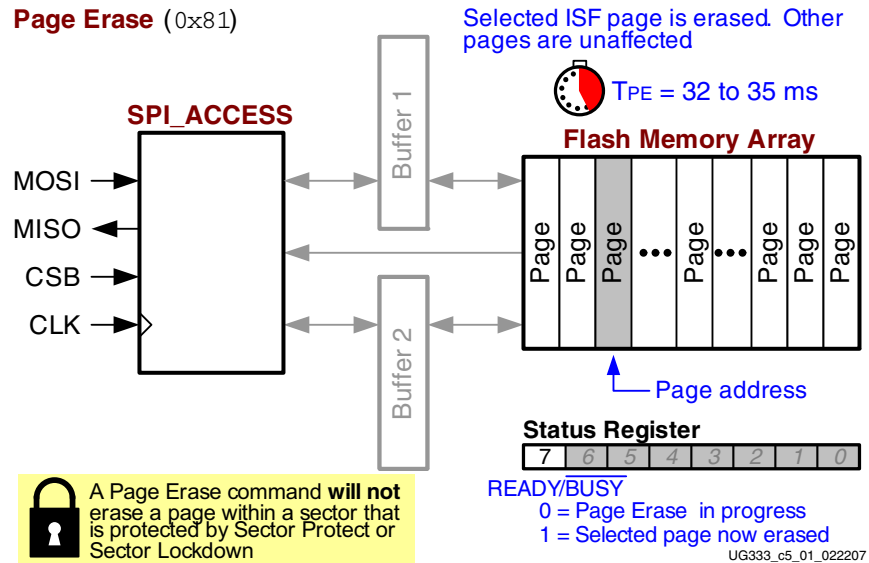 Page Erase (0x81)
Selected ISF page is erased. Other
pages are unaffected
TPE = 32 to 35 ms
SPI_ACCESS
Flash Memory Array
MOSI
MISO
CSB
CLK
Buffer 1
Buffer 2
Page
Page
Page
•••
Page
•••
Page
Page
Page
Page address
Status Register
7 6 5 4 3 2 1 0
READY/BUSY
0 = Page Erase in progress
1 = Selected page now erased
A Page Erase command will not
erase a page within a sector that
is protected by Sector Protect or
Sector Lockdown
UG333_c5_01_022207